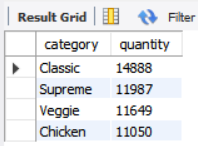 Result Grid Filter
category quantity
Classic 14888
Supreme 11987
Veggie 11649
Chicken 11050